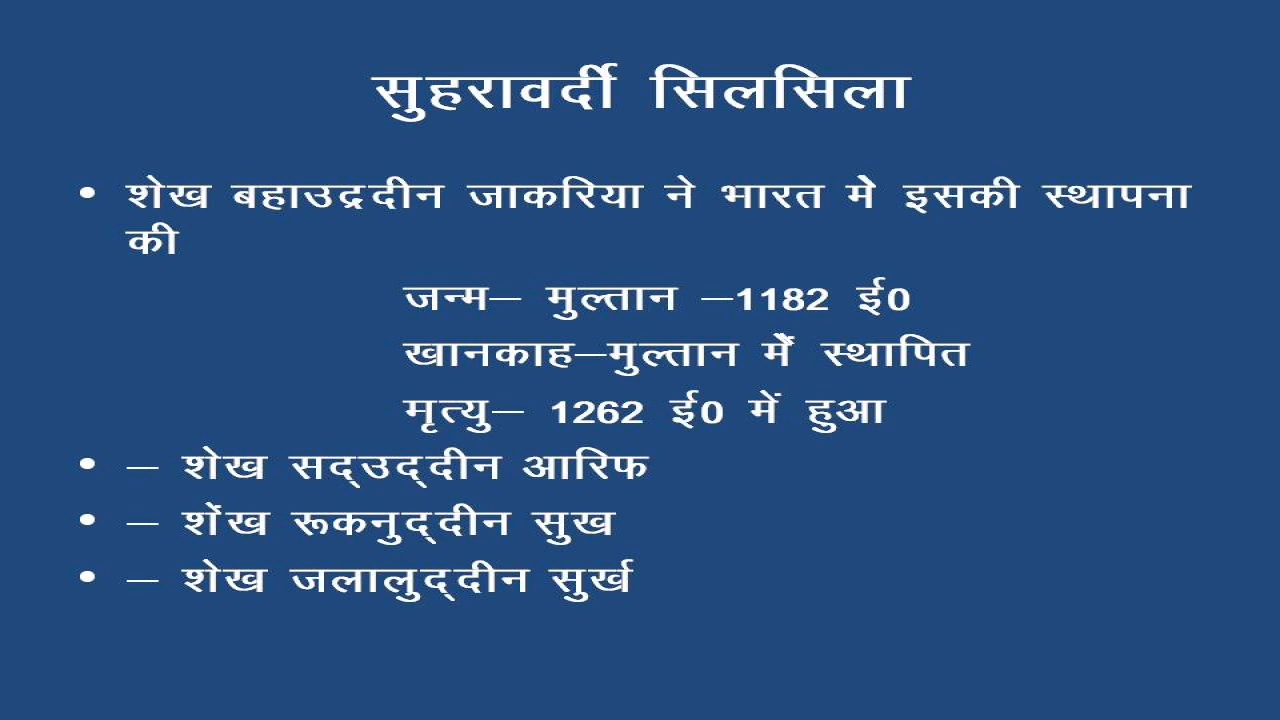 सुहरावर्दी सिलसिला
• शेख बहाउद्रदीन जाकरिया ने भारत मे इसकी स्थापना
की
जन्म– मुल्तान –1182 ई0
खानकाह–मुल्तान में स्थापित
मृत्यु– 1262 ई0 में हुआ
• – शेख सद्उद्दीन आरिफ
• – शेंख रूकनुद्दीन सुख
• – शेख जलालुद्दीन सुर्ख